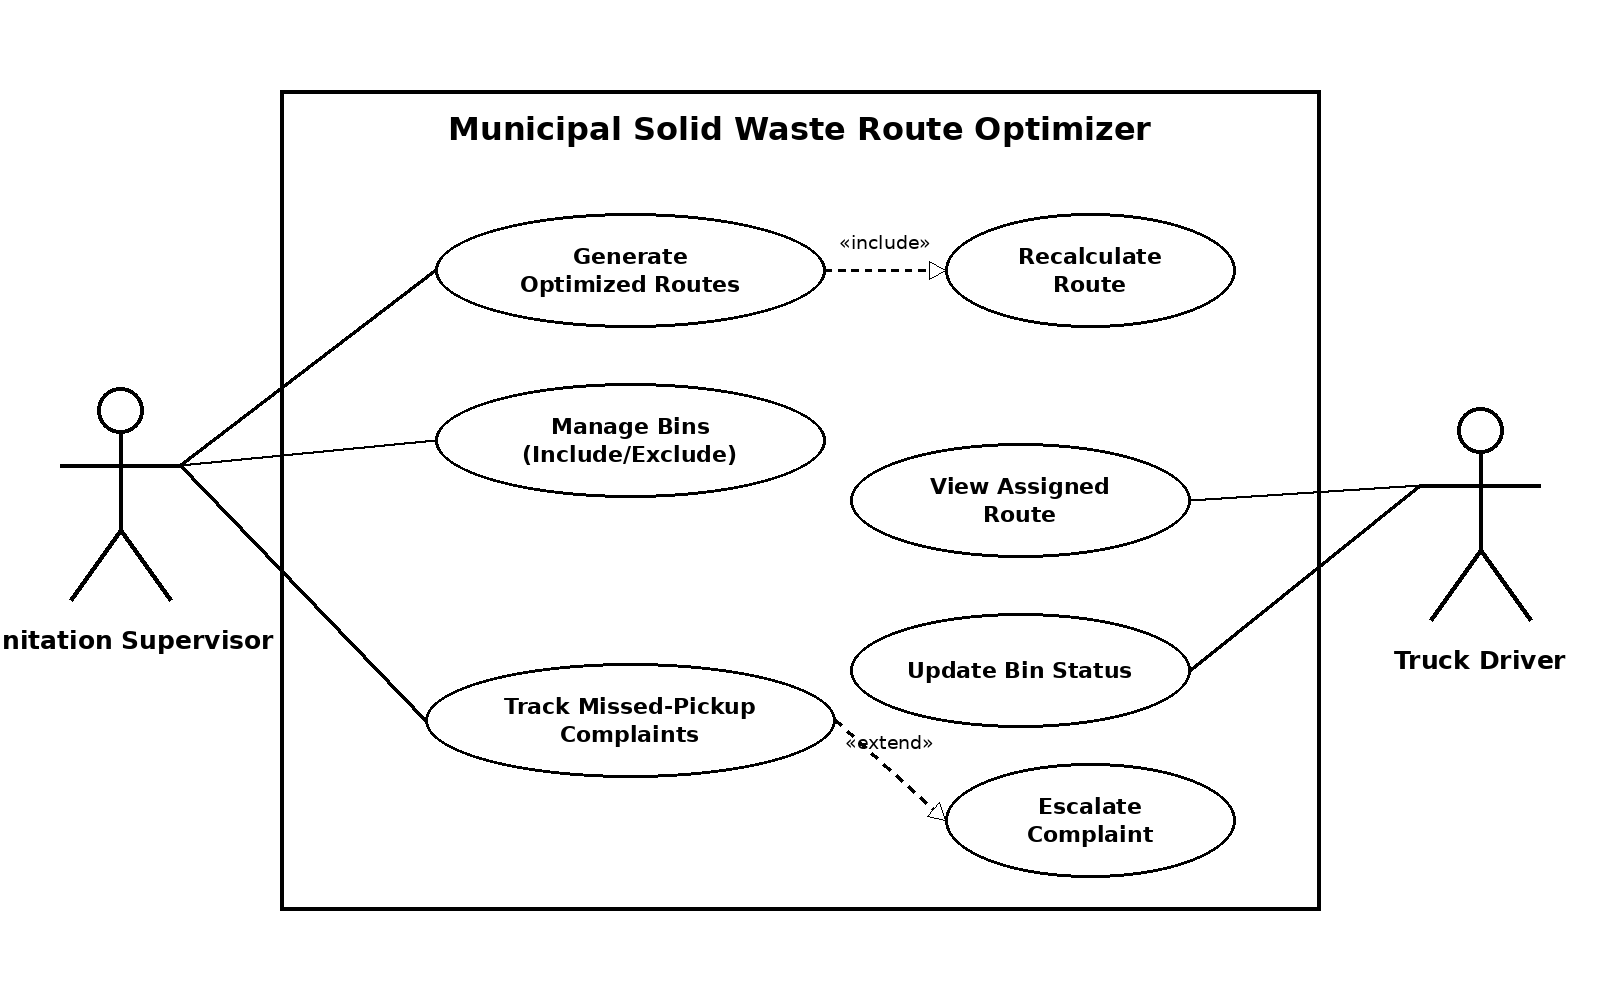 Municipal Solid Waste Route Optimizer
Generate
Optimized Routes
«include»
Recalculate
Route
Manage Bins
(Include/Exclude)
View Assigned
Route
nitation Supervisor
Update Bin Status
Truck Driver
Track Missed-Pickup
Complaints
«extend»
Escalate
Complaint